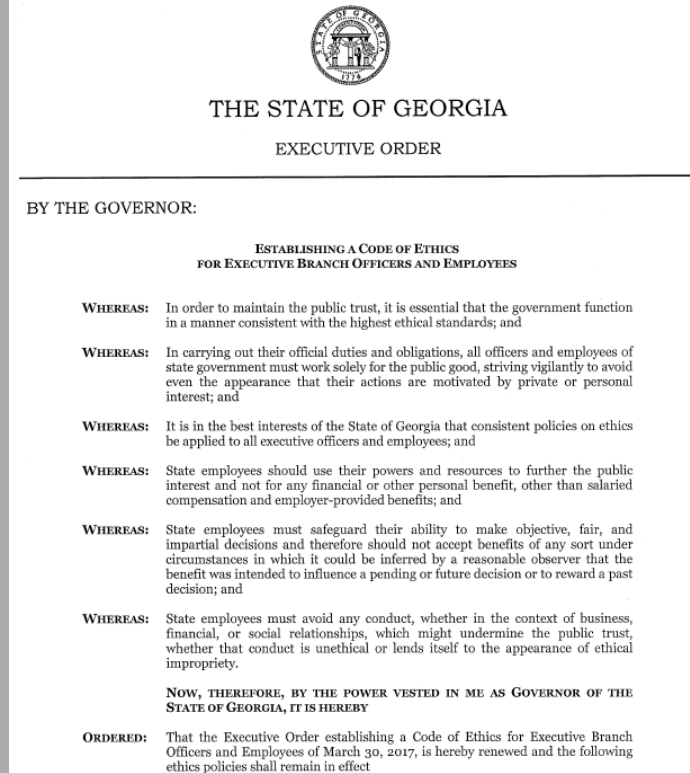 STATE OF GEORGIA
1776
THE STATE OF GEORGIA
EXECUTIVE ORDER
BY THE GOVERNOR:
ESTABLISHING A CODE OF ETHICS
FOR EXECUTIVE BRANCH OFFICERS AND EMPLOYEES
WHEREAS: In order to maintain the public trust, it is essential that the government function
in a manner consistent with the highest ethical standards; and
WHEREAS: In carrying out their official duties and obligations, all officers and employees of
state government must work solely for the public good, striving vigilantly to avoid
even the appearance that their actions are motivated by private or personal
interest; and
WHEREAS: It is in the best interests of the State of Georgia that consistent policies on ethics
be applied to all executive officers and employees; and
WHEREAS: State employees should use their powers and resources to further the public
interest and not for any financial or other personal benefit, other than salaried
compensation and employer-provided benefits; and
WHEREAS: State employees must safeguard their ability to make objective, fair, and
impartial decisions and therefore should not accept benefits of any sort under
circumstances in which it could be inferred by a reasonable observer that the
benefit was intended to influence a pending or future decision or to reward a past
decision; and
WHEREAS: State employees must avoid any conduct, whether in the context of business,
financial, or social relationships, which might undermine the public trust,
whether that conduct is unethical or lends itself to the appearance of ethical
impropriety.
NOW, THEREFORE, BY THE POWER VESTED IN ME AS GOVERNOR OF THE
STATE OF GEORGIA, IT IS HEREBY
ORDERED: That the Executive Order establishing a Code of Ethics for Executive Branch
Officers and Employees of March 30, 2017, is hereby renewed and the following
ethics policies shall remain in effect